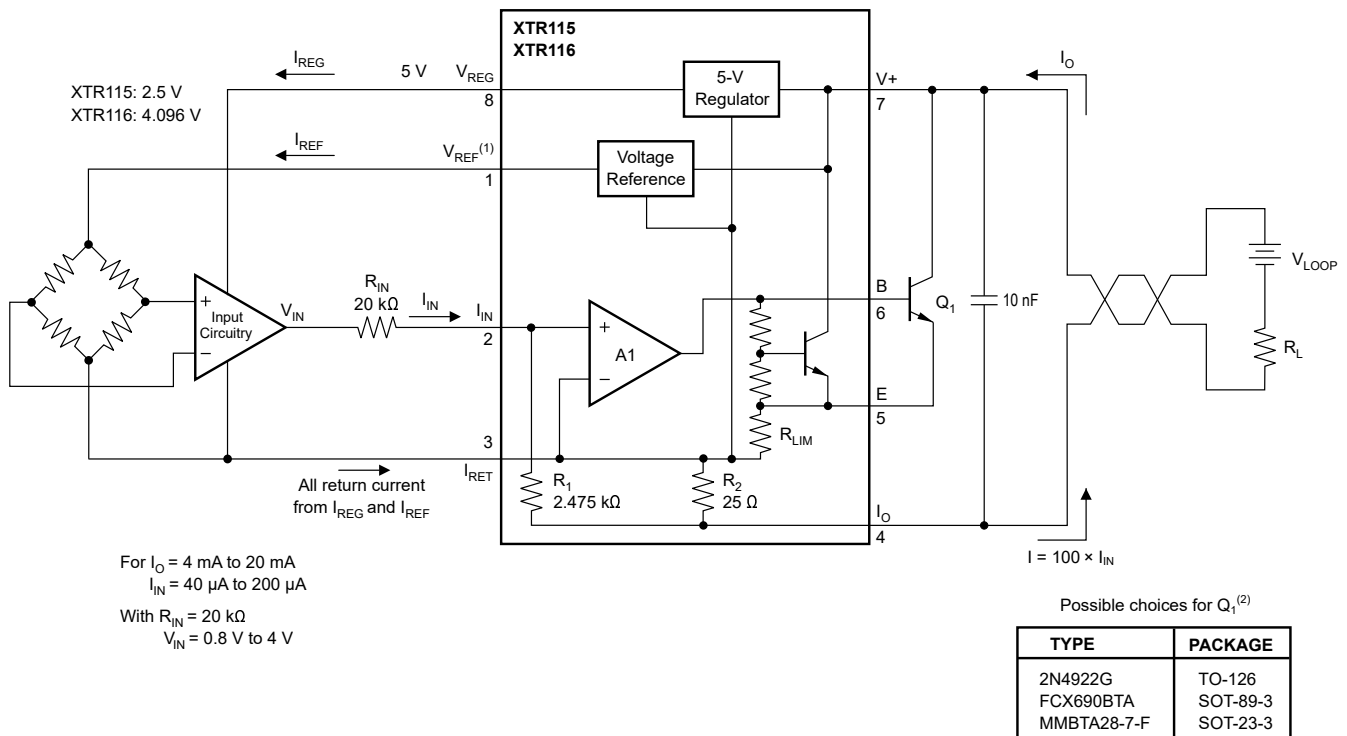 XTR115
XTR116
I_REG
5 V
V_REG
8
5-V
Regulator
V+
7
I_O
XTR115: 2.5 V
XTR116: 4.096 V
I_REF
V_REF(1)
1
Voltage
Reference
V_LOOP
R_L
R_IN
20 kΩ
I_IN
I_IN
2
+
Input
Circuitry
−
V_IN
+
A1
−
B
6
Q1
10 nF
E
5
R_LIM
3
I_RET
All return current
from I_REG and I_REF
R1
2.475 kΩ
R2
25 Ω
I_O
4
I = 100 × I_IN
For I_O = 4 mA to 20 mA
I_IN = 40 µA to 200 µA
With R_IN = 20 kΩ
V_IN = 0.8 V to 4 V
Possible choices for Q1(2)
TYPE PACKAGE
2N4922G TO-126
FCX690BTA SOT-89-3
MMBTA28-7-F SOT-23-3